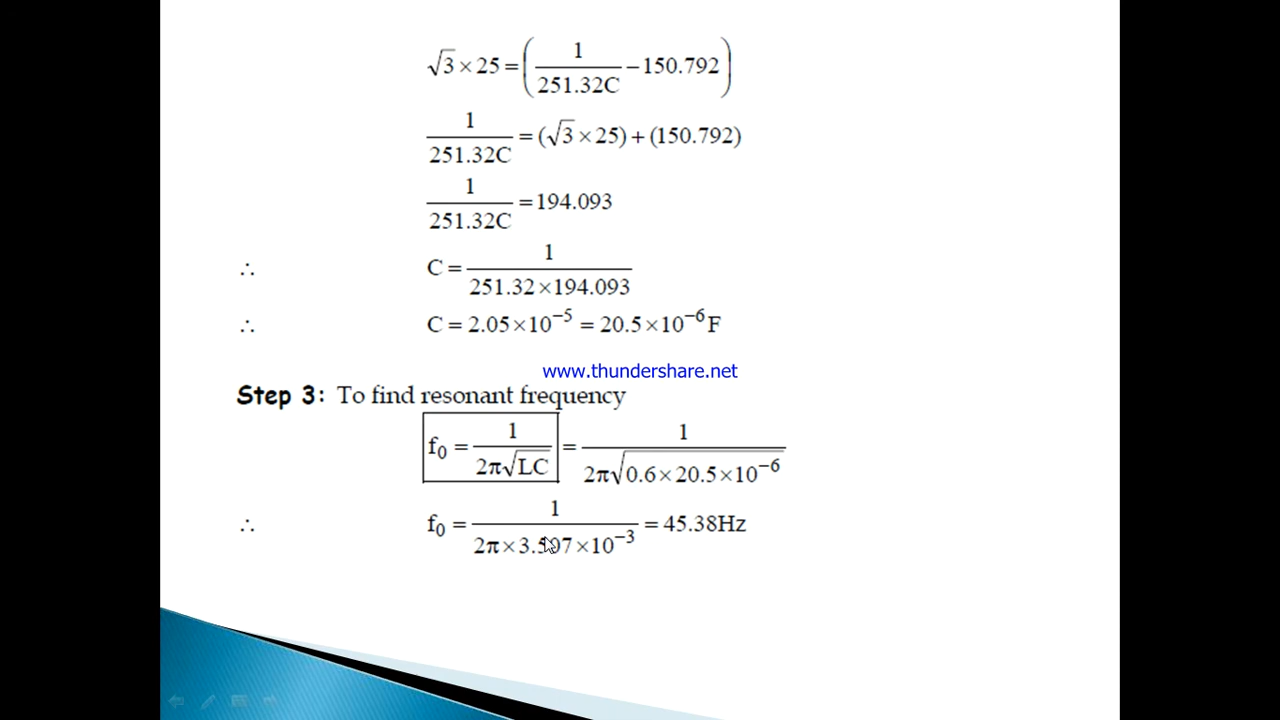 √3 × 25 = (1/251.32C − 150.792)
1/251.32C = (√3 × 25) + (150.792)
1/251.32C = 194.093
∴ C = 1/(251.32 × 194.093)
∴ C = 2.05 × 10⁻⁵ = 20.5 × 10⁻⁶ F
www.thundershare.net
Step 3: To find resonant frequency
f₀ = 1/(2π√LC) = 1/(2π√(0.6 × 20.5 × 10⁻⁶))
∴ f₀ = 1/(2π × 3.507 × 10⁻³) = 45.38Hz